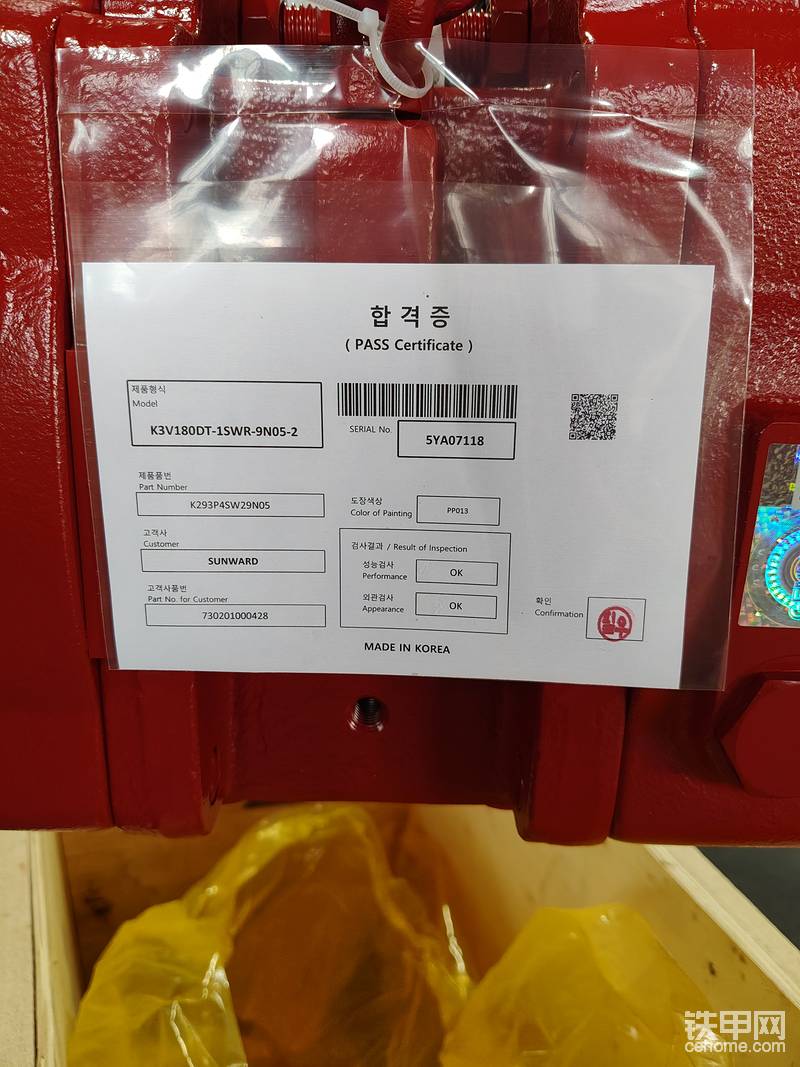 합격증
( PASS Certificate )
제품형식
Model
K3V180DT-1SWR-9N05-2
SERIAL No.
5YA07118
제품품번
Part Number
K293P4SW29N05
도장색상
Color of Painting
PP013
고객사
Customer
SUNWARD
고객사품번
Part No. for Customer
730201000428
검사결과 / Result of Inspection
성능검사
Performance
OK
외관검사
Appearance
OK
확인
Confirmation
MADE IN KOREA
铁甲网
cehome.com